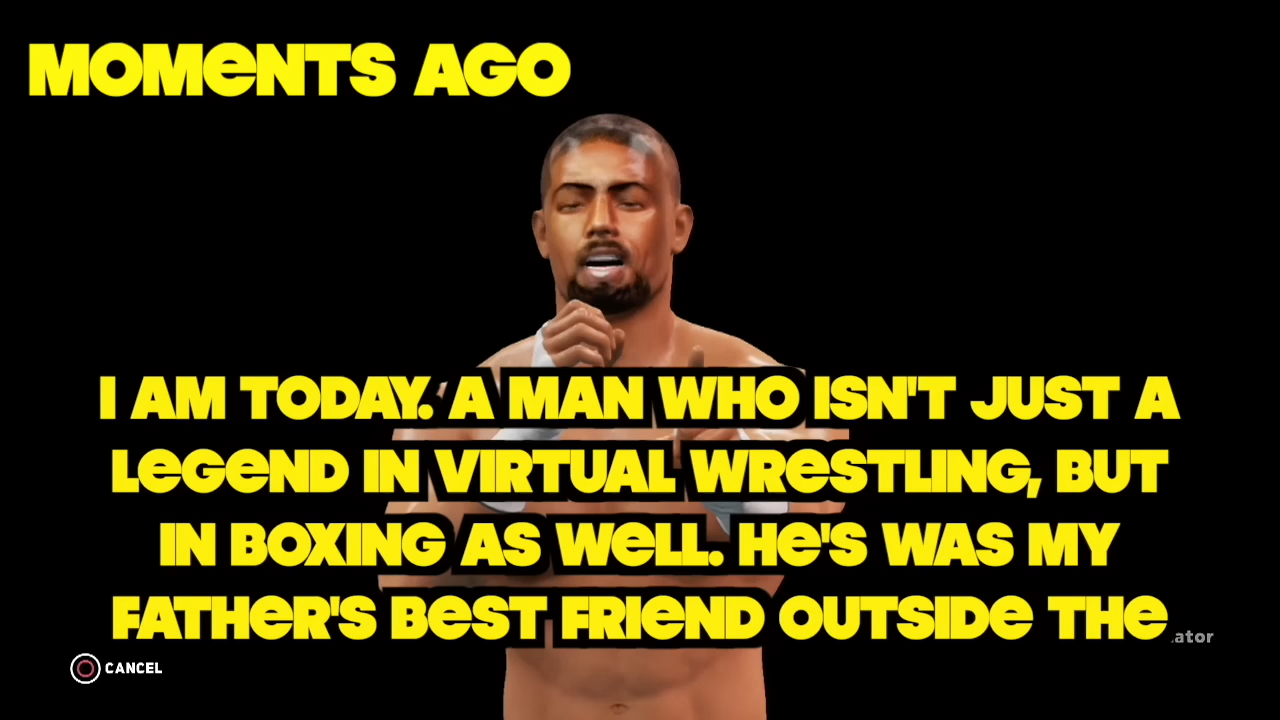 MOMENTS AGO
I AM TODAY. A MAN WHO ISN'T JUST A
LEGEND IN VIRTUAL WRESTLING, BUT
IN BOXING AS WELL. HE'S WAS MY
FATHER'S BEST FRIEND OUTSIDE THE
CANCEL